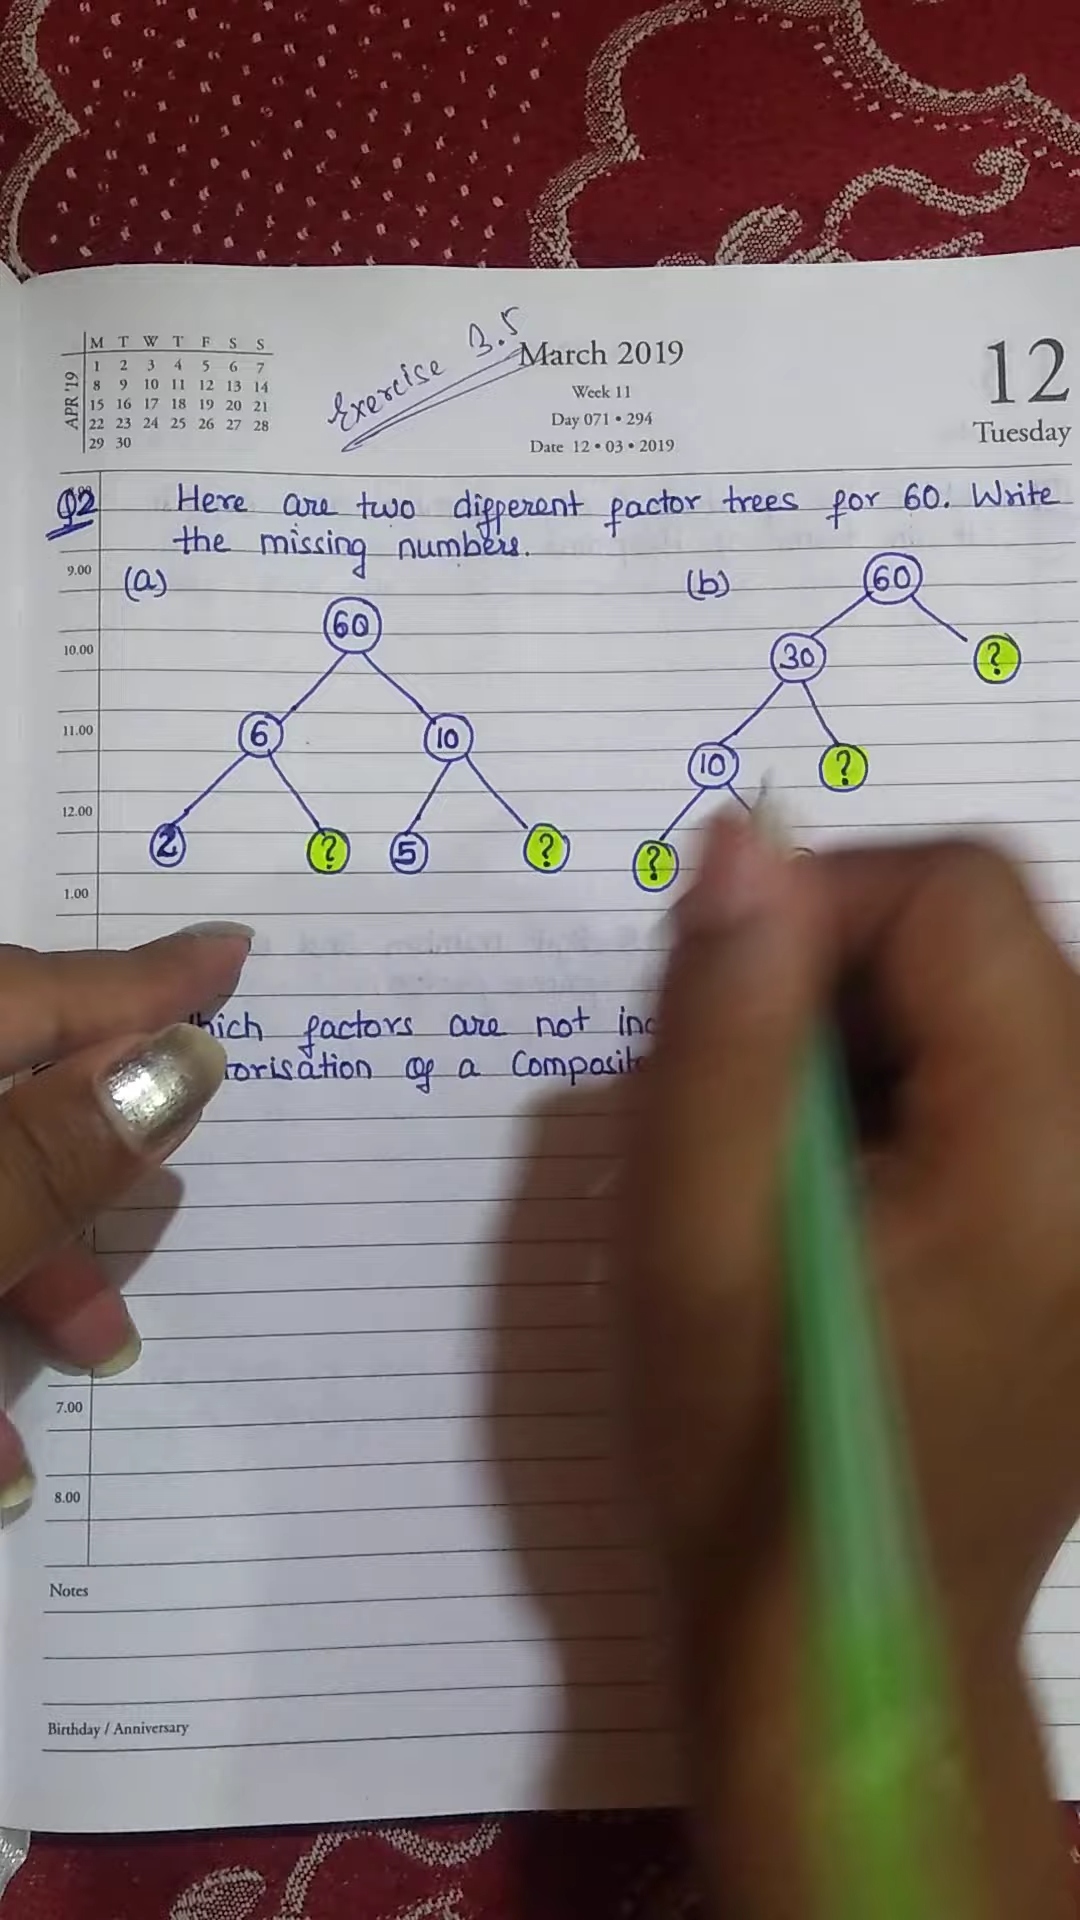 M T W T F S S
APR '19
1 2 3 4 5 6 7
8 9 10 11 12 13 14
15 16 17 18 19 20 21
22 23 24 25 26 27 28
29 30
Exercise 3.5
March 2019
Week 11
Day 071 • 294
Date 12 • 03 • 2019
12
Tuesday
Q2 Here are two different factor trees for 60. Write
the missing numbers.
9.00
(a)
(b)
60
60
10.00
30
?
11.00
6
10
10
?
12.00
2
?
5
?
?
1.00
factors are not
of a
7.00
8.00
Notes
Birthday / Anniversary